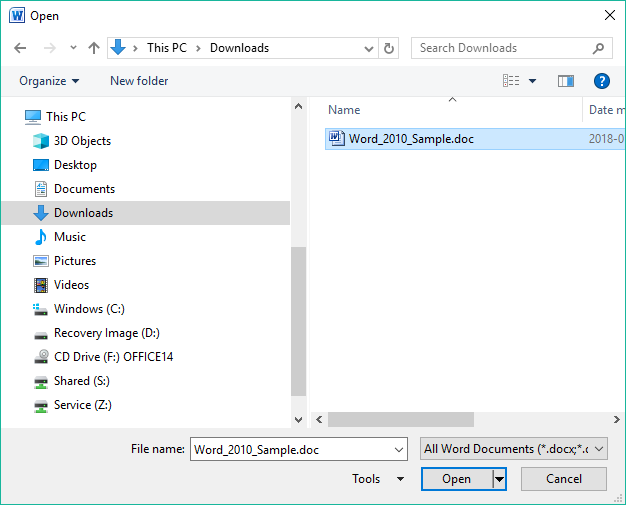 Open
This PC > Downloads
Search Downloads
Organize
New folder
Name
Date m
This PC
3D Objects
Desktop
Documents
Downloads
Music
Pictures
Videos
Windows (C:)
Recovery Image (D:)
CD Drive (F:) OFFICE14
Shared (S:)
Service (Z:)
Word_2010_Sample.doc
2018-0
File name:
Word_2010_Sample.doc
All Word Documents (*.docx;*.d
Tools
Open
Cancel